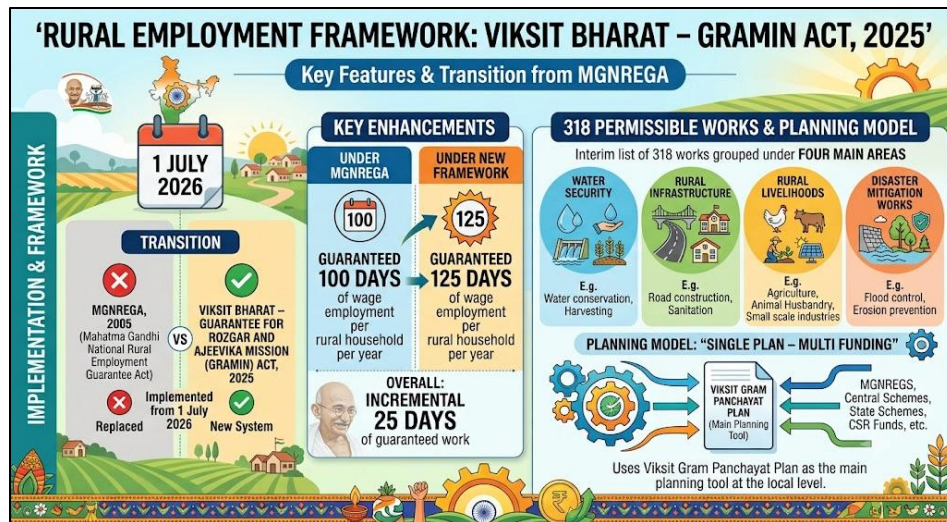 'RURAL EMPLOYMENT FRAMEWORK: VIKSIT BHARAT – GRAMIN ACT, 2025'
Key Features & Transition from MGNREGA
IMPLEMENTATION & FRAMEWORK
1 JULY
2026
TRANSITION
MGNREGA,
2005
(Mahatma Gandhi
National Rural
Employment
Guarantee Act)
Replaced
VS
VIKSIT BHARAT –
GUARANTEE FOR
ROZGAR AND
AJEEVIKA MISSION
(GRAMIN) ACT,
2025
Implemented
from 1 July
2026
New System
KEY ENHANCEMENTS
UNDER
MGNREGA
100
GUARANTEED
100 DAYS
of wage
employment
per
rural household
per year
UNDER NEW
FRAMEWORK
125
GUARANTEED
125 DAYS
of wage
employment
per
rural household
per year
OVERALL:
INCREMENTAL
25 DAYS
of guaranteed work
318 PERMISSIBLE WORKS & PLANNING MODEL
Interim list of 318 works grouped under FOUR MAIN AREAS
WATER
SECURITY
E.g.
Water conservation,
Harvesting
RURAL
INFRASTRUCTURE
E.g.
Road construction,
Sanitation
RURAL
LIVELIHOODS
E.g.
Agriculture,
Animal Husbandry,
Small scale industries
DISASTER
MITIGATION
WORKS
E.g.
Flood control,
Erosion prevention
PLANNING MODEL: "SINGLE PLAN – MULTI FUNDING"
VIKSIT GRAM
PANCHAYAT
PLAN
(Main Planning
Tool)
MGNREGS,
Central Schemes,
State Schemes,
CSR Funds, etc.
Uses Viksit Gram Panchayat Plan as the main
planning tool at the local level.
₹